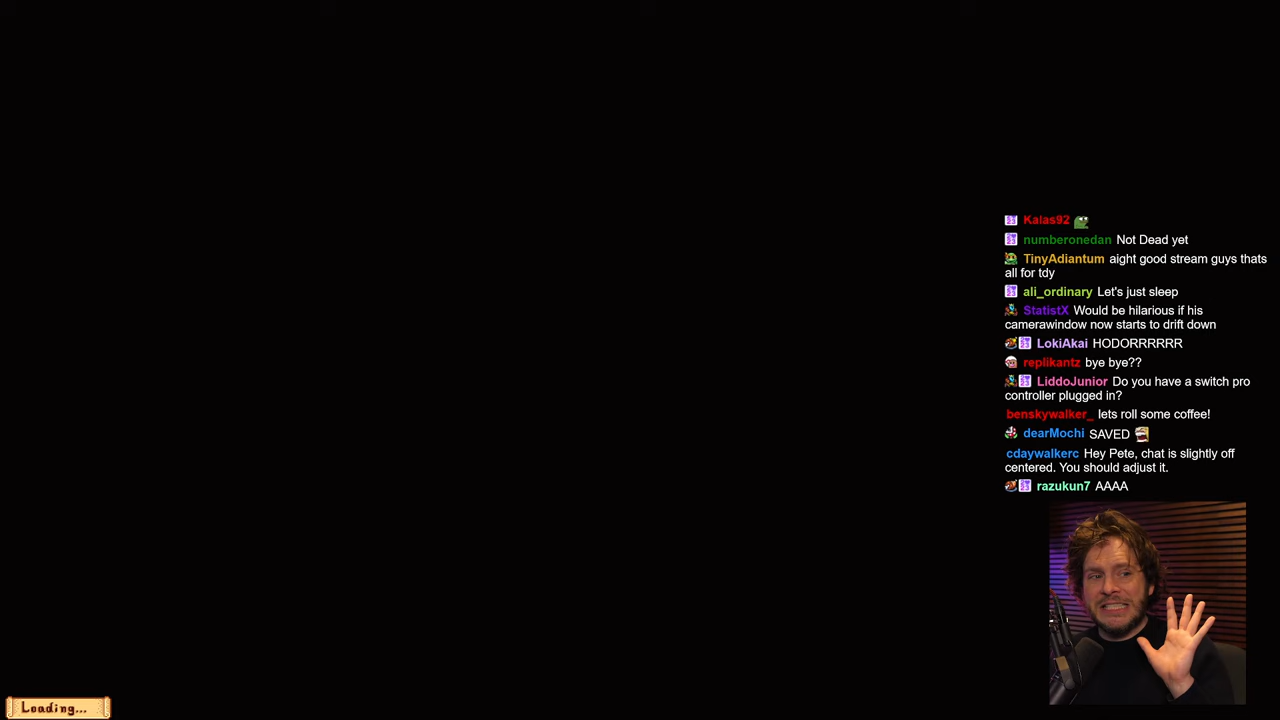 Kalas92
numberonedan Not Dead yet
TinyAdiantum aight good stream guys thats
all for tdy
ali_ordinary Let's just sleep
StatistX Would be hilarious if his
camerawindow now starts to drift down
LokiAkai HODORRRRRR
replikantz bye bye??
LiddoJunior Do you have a switch pro
controller plugged in?
benskywalker_ lets roll some coffee!
dearMochi SAVED
cdaywalkerc Hey Pete, chat is slightly off
centered. You should adjust it.
razukun7 AAAA
Loading...